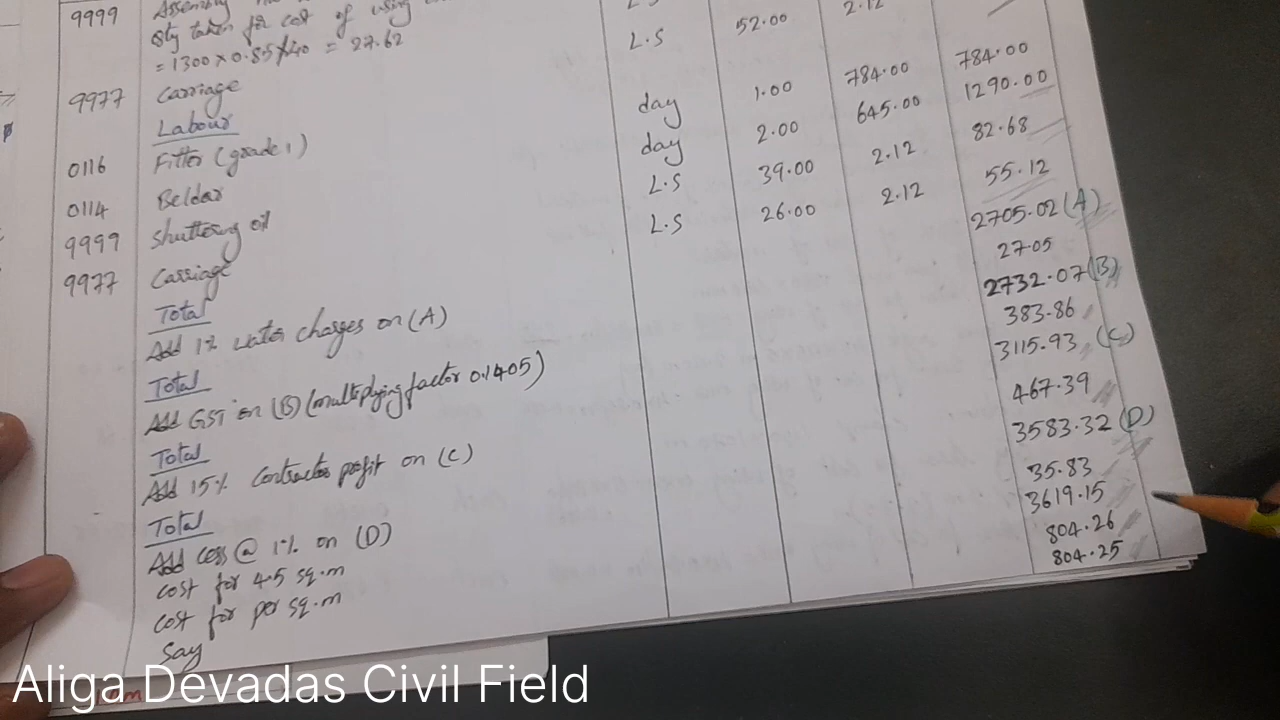 9999 Assembly
Qty taken for cost of using L.S
= 1300 x 0.85/40 = 27.62 L.S 52.00 2.12
9977 Carriage
Labour
0116 Fitter (grade 1) day 1.00 784.00 784.00
0114 Beldar day 2.00 645.00 1290.00
9999 Shuttering oil L.S 39.00 2.12 82.68
9977 Carriage L.S 26.00 2.12 55.12
Total 2705.02 (A)
Add 1% water charges on (A) 27.05
Total 2732.07 (B)
Add GST on (B) (multiplying factor 0.1405) 383.86
Total 3115.93 (C)
Add 15% contractor profit on (C) 467.39
Total 3583.32 (D)
Add cess @ 1% on (D) 35.83
cost for 4.5 sq.m 3619.15
cost for per sq.m 804.26
Say 804.25
Aliga Devadas Civil Field